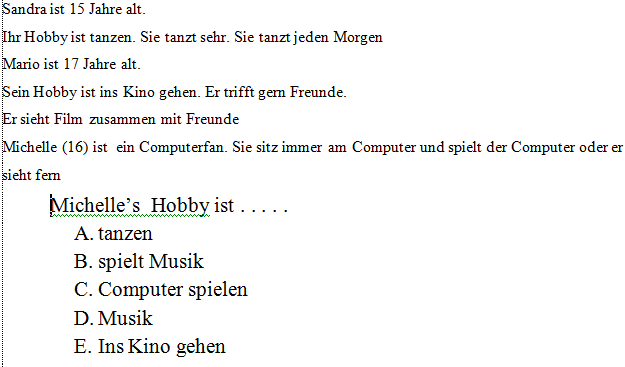 Sandra ist 15 Jahre alt.
Ihr Hobby ist tanzen. Sie tanzt sehr. Sie tanzt jeden Morgen
Mario ist 17 Jahre alt.
Sein Hobby ist ins Kino gehen. Er trifft gern Freunde.
Er sieht Film zusammen mit Freunde
Michelle (16) ist ein Computerfan. Sie sitz immer am Computer und spielt der Computer oder er
sieht fern
Michelle’s Hobby ist . . . . .
A. tanzen
B. spielt Musik
C. Computer spielen
D. Musik
E. Ins Kino gehen